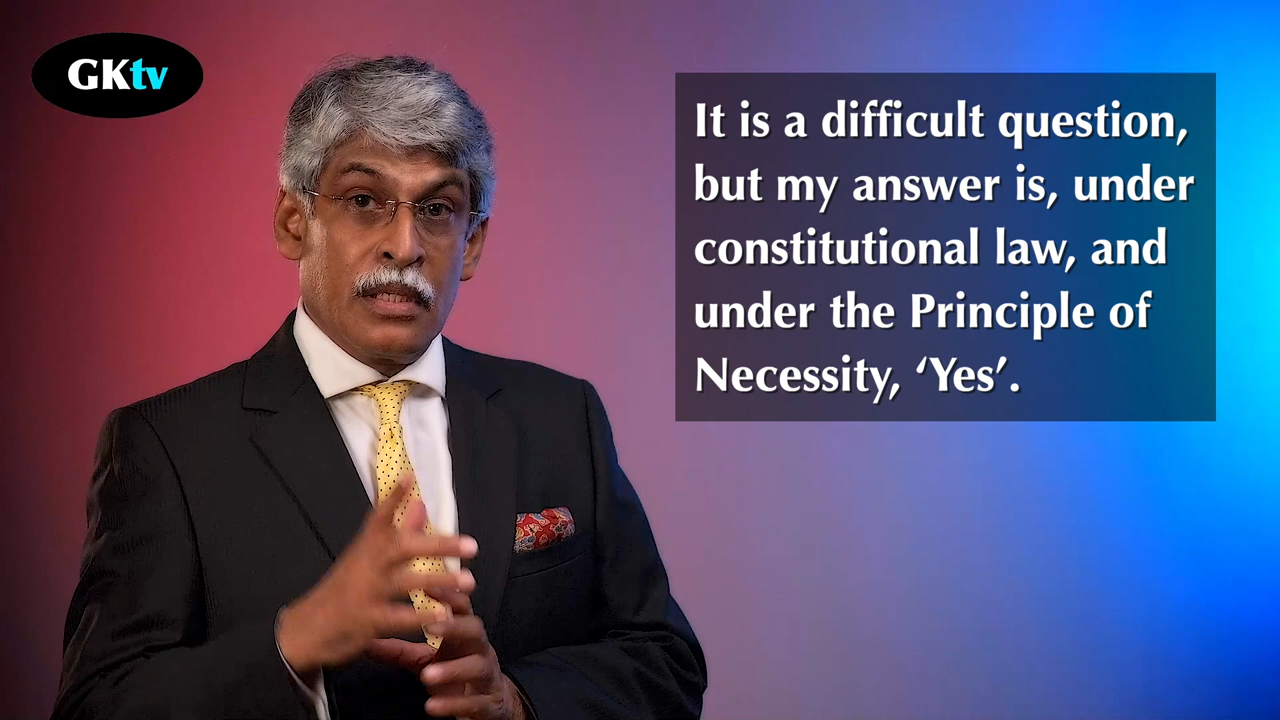 GKtv
It is a difficult question,
but my answer is, under
constitutional law, and
under the Principle of
Necessity, ‘Yes’.